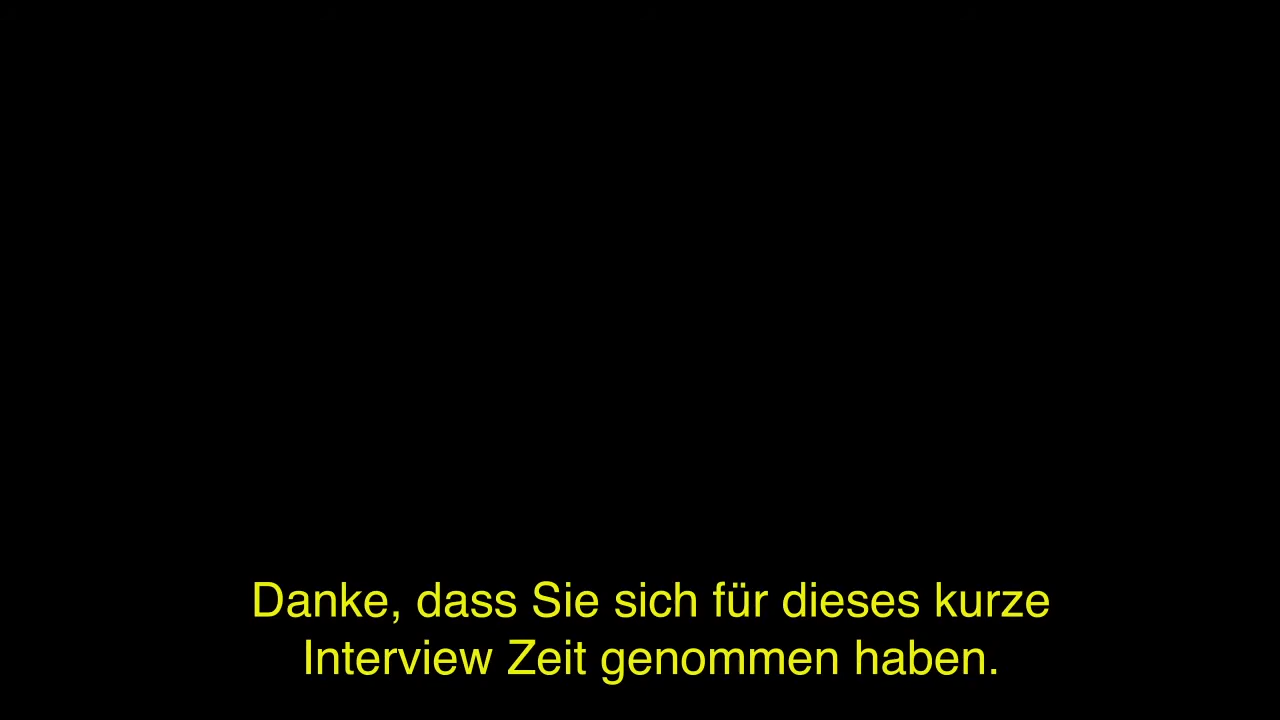 Danke, dass Sie sich für dieses kurze
Interview Zeit genommen haben.